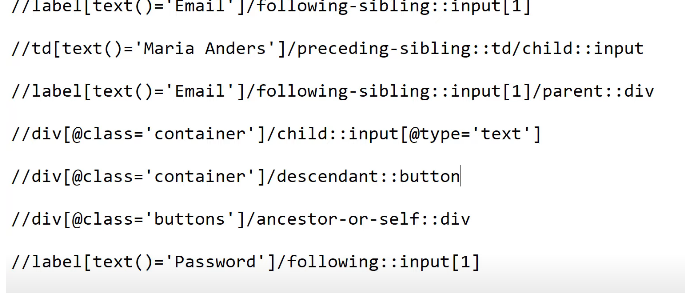 //label[text()='Email']/following-sibling::input[1]
//td[text()='Maria Anders']/preceding-sibling::td/child::input
//label[text()='Email']/following-sibling::input[1]/parent::div
//div[@class='container']/child::input[@type='text']
//div[@class='container']/descendant::button
//div[@class='buttons']/ancestor-or-self::div
//label[text()='Password']/following::input[1]